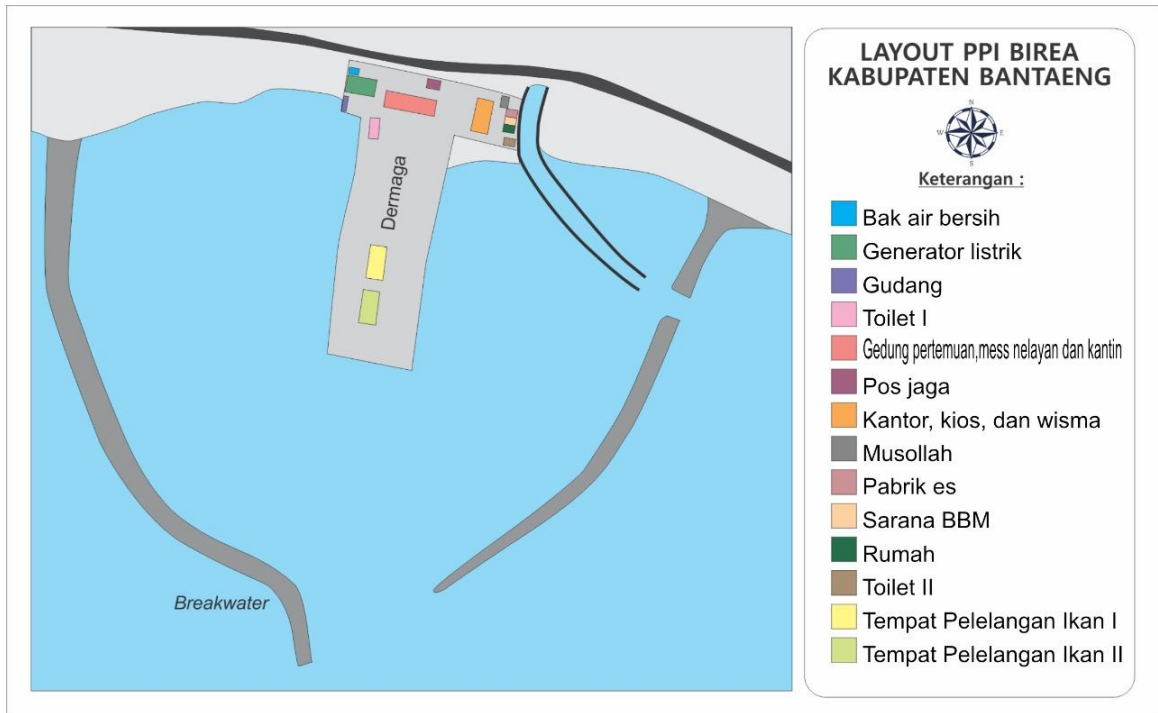 LAYOUT PPI BIREA
KABUPATEN BANTAENG
N
W E
S
Keterangan :
Bak air bersih
Generator listrik
Gudang
Toilet I
Gedung pertemuan,mess nelayan dan kantin
Pos jaga
Kantor, kios, dan wisma
Musollah
Pabrik es
Sarana BBM
Rumah
Toilet II
Tempat Pelelangan Ikan I
Tempat Pelelangan Ikan II
Dermaga
Breakwater